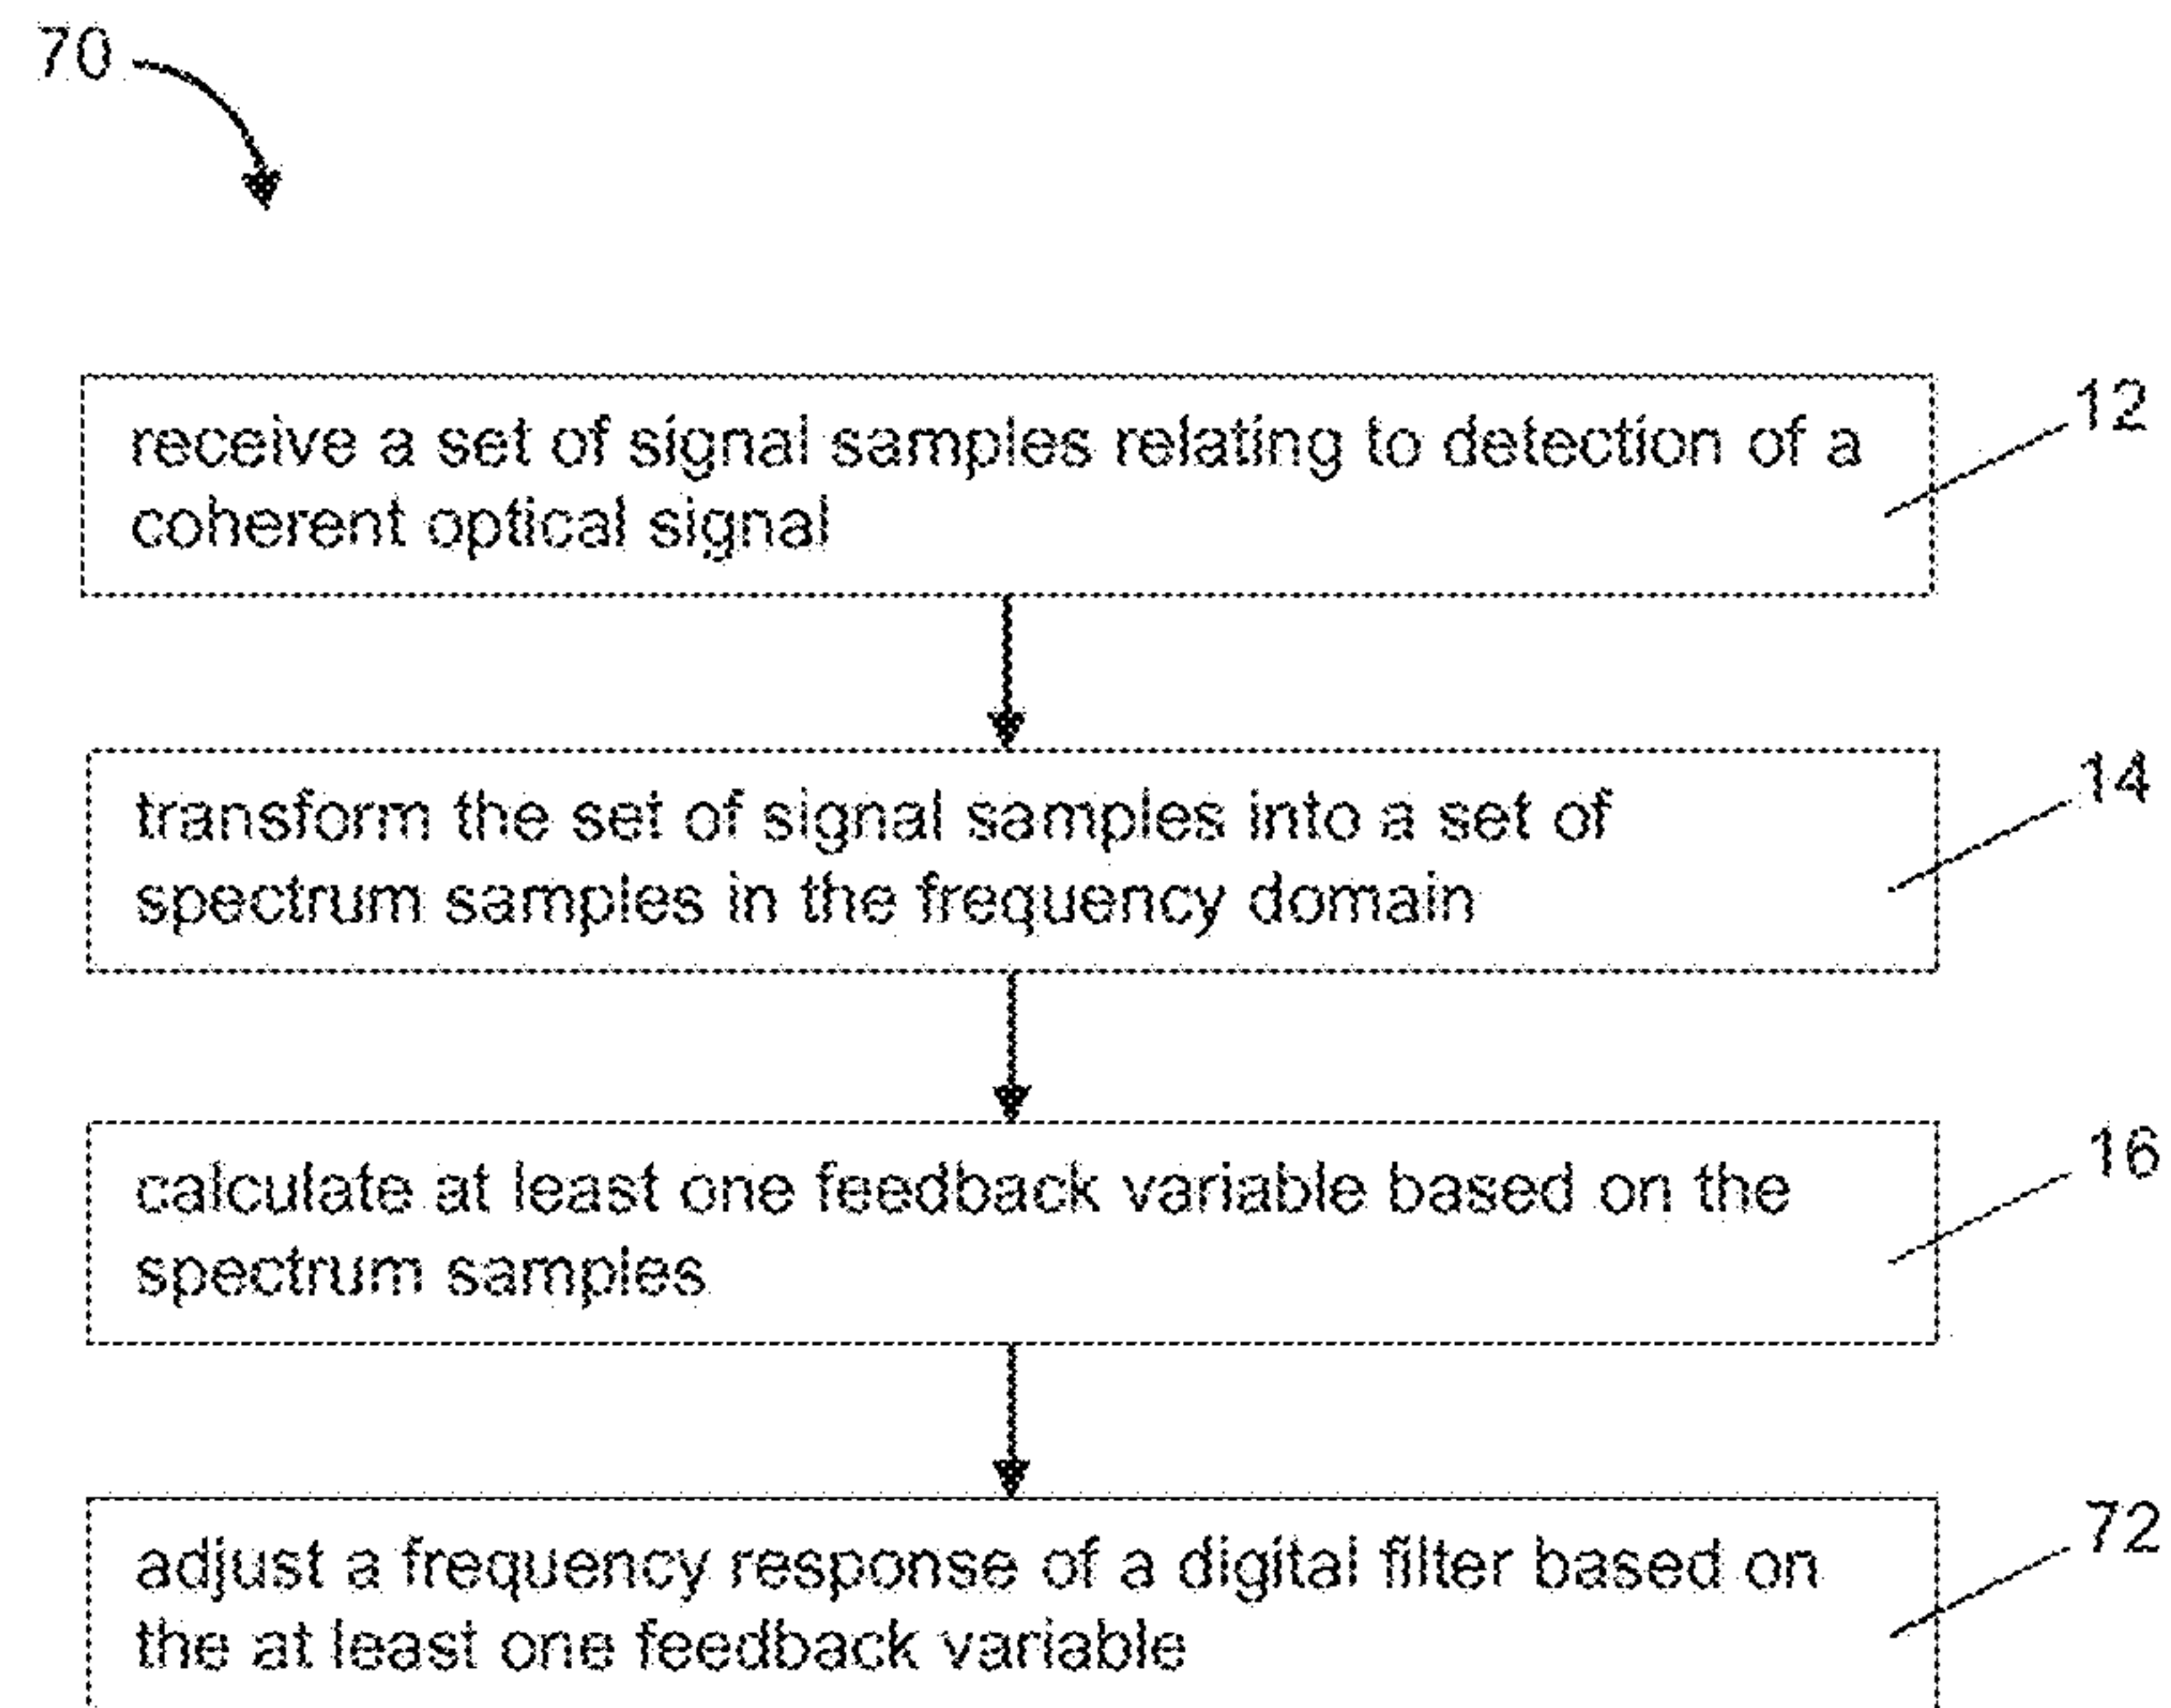 70
receive a set of signal samples relating to detection of a
coherent optical signal
12
transform the set of signal samples into a set of
spectrum samples in the frequency domain
14
calculate at least one feedback variable based on the
spectrum samples
16
adjust a frequency response of a digital filter based on
the at least one feedback variable
72